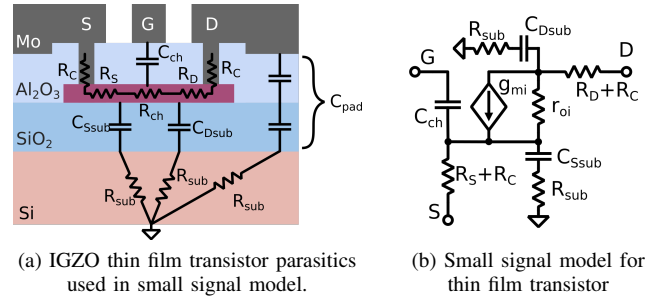 S G D
Mo
C_ch
R_C R_S R_D R_C
Al₂O₃
R_ch
C_pad
C_Ssub C_Dsub
SiO₂
R_sub R_sub R_sub
Si
(a) IGZO thin film transistor parasitics
used in small signal model.
R_sub C_Dsub
G D
g_mi
R_D+R_C
C_ch r_oi
C_Ssub
R_S+R_C
R_sub
S
(b) Small signal model for
thin film transistor